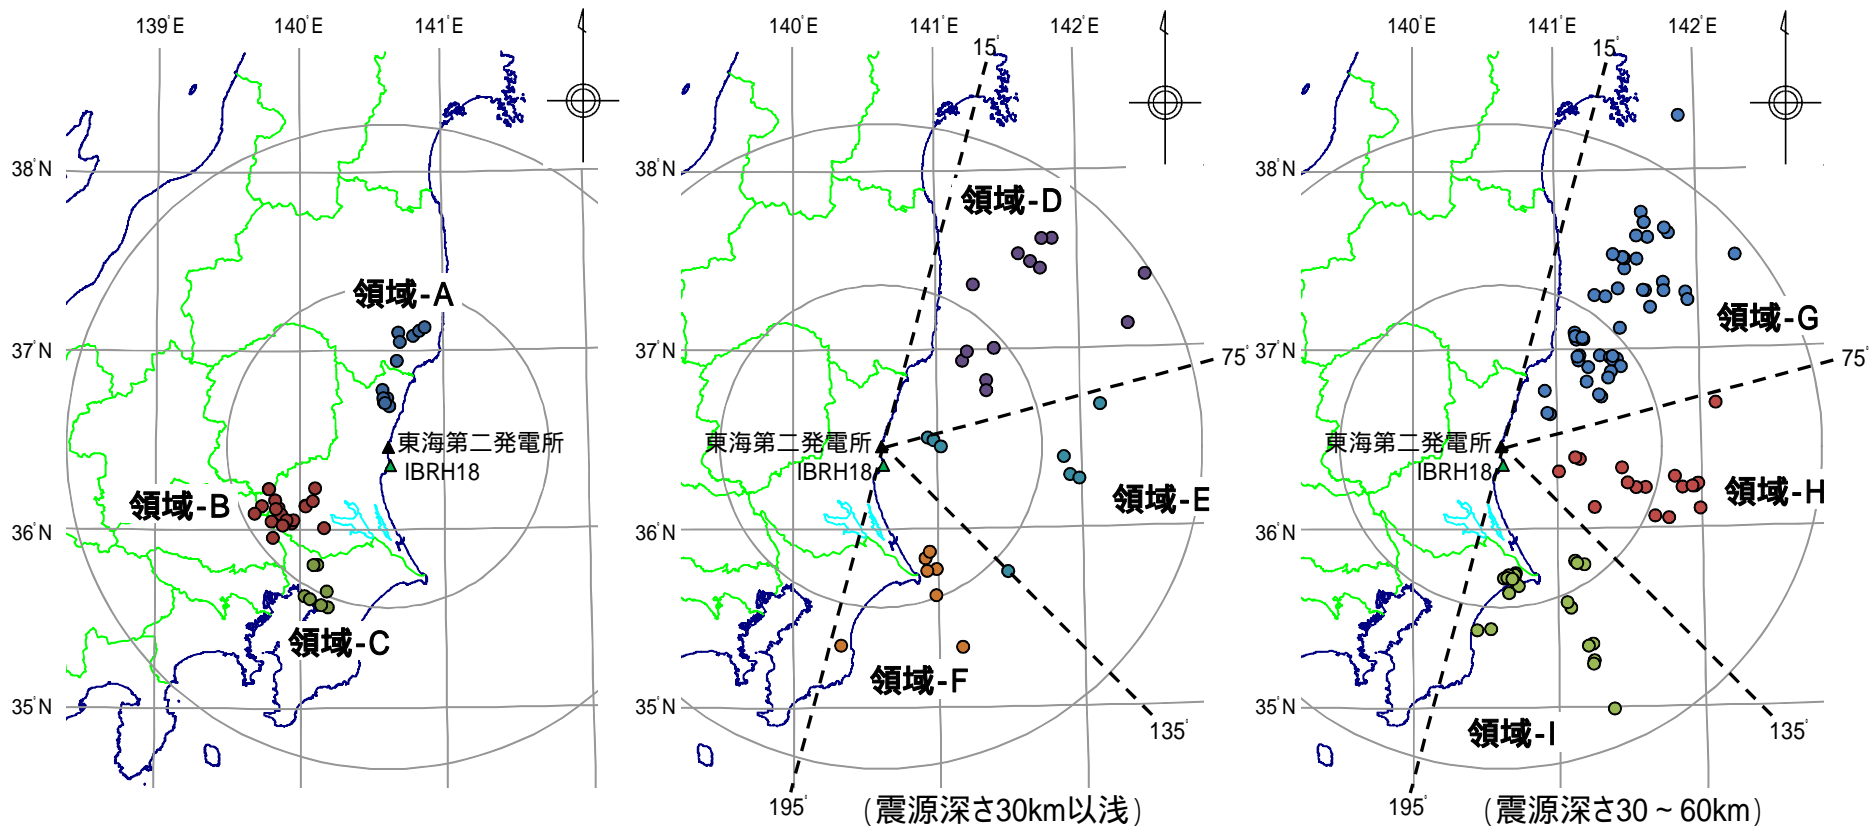 139°E 140°E 141°E
38°N
37°N
36°N
35°N
領域-A
東海第二発電所
IBRH18
領域-B
領域-C
140°E 141°E 142°E
15°
38°N
領域-D
37°N
75°
東海第二発電所
IBRH18
領域-E
36°N
領域-F
35°N
135°
195°
(震源深さ30km以浅)
140°E 141°E 142°E
15°
38°N
領域-G
37°N
75°
東海第二発電所
IBRH18
領域-H
36°N
35°N
領域-I
135°
195°
(震源深さ30～60km)